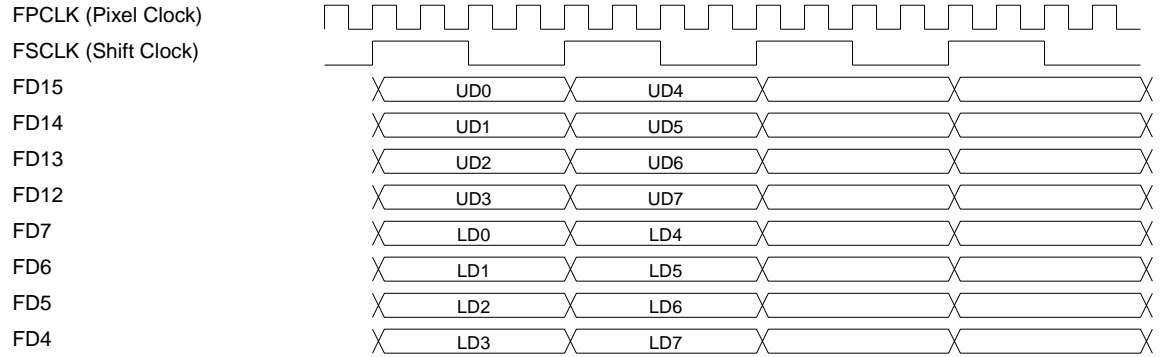 FPCLK (Pixel Clock)
FSCLK (Shift Clock)
FD15 UD0 UD4
FD14 UD1 UD5
FD13 UD2 UD6
FD12 UD3 UD7
FD7 LD0 LD4
FD6 LD1 LD5
FD5 LD2 LD6
FD4 LD3 LD7